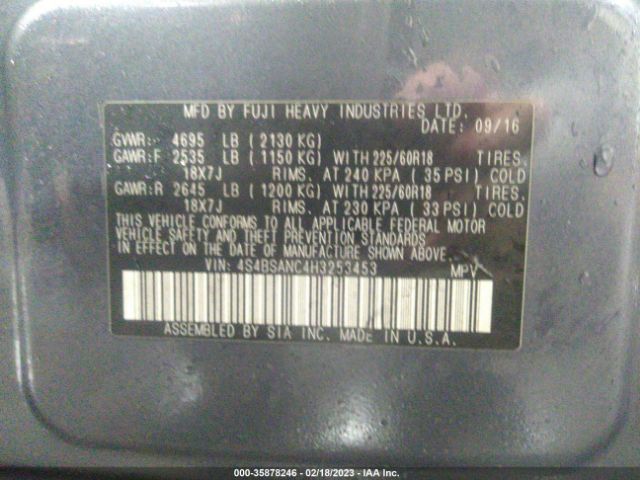 MFD BY FUJI HEAVY INDUSTRIES LTD.
DATE: 09/16
GVWR: 4695 LB (2130 KG)
GAWR:F 2535 LB (1150 KG) WITH 225/60R18 TIRES.
18X7J RIMS. AT 240 KPA (35 PSI) COLD
GAWR:R 2645 LB (1200 KG) WITH 225/60R18 TIRES.
18X7J RIMS. AT 230 KPA (33 PSI) COLD
THIS VEHICLE CONFORMS TO ALL APPLICABLE FEDERAL MOTOR
VEHICLE SAFETY AND THEFT PREVENTION STANDARDS
IN EFFECT ON THE DATE OF MANUFACTURE SHOWN ABOVE.
VIN: 4S4BSANC4H3253453 MPV
ASSEMBLED BY SIA INC. MADE IN U.S.A.
000-35878246 - 02/18/2023 - IAA Inc.